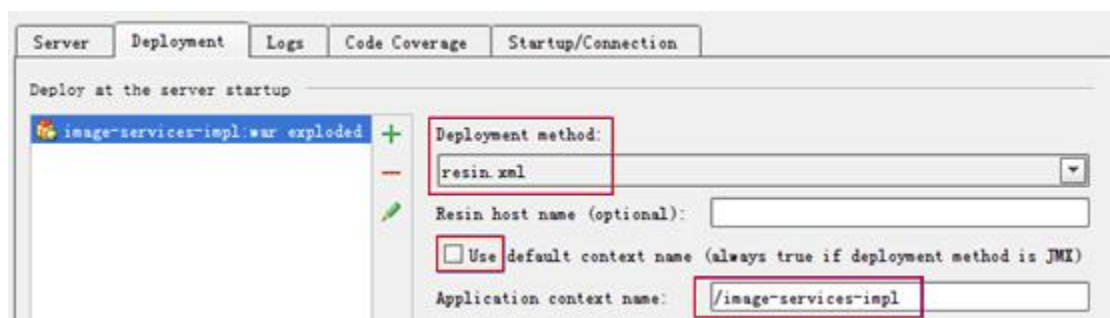 Server Deployment Logs Code Coverage Startup/Connection
Deploy at the server startup
image-services-impl:war exploded
Deployment method:
resin.xml
Resin host name (optional):
Use default context name (always true if deployment method is JMX)
Application context name: /image-services-impl